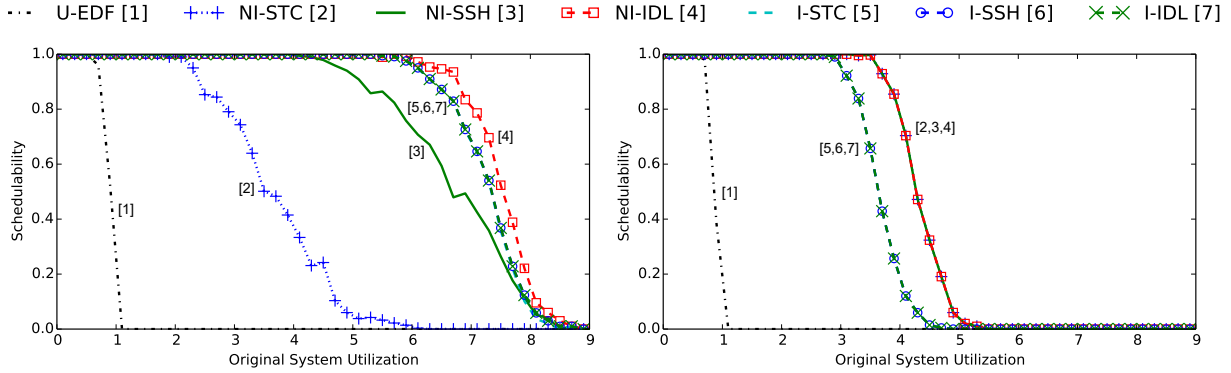 U-EDF [1] NI-STC [2] NI-SSH [3] NI-IDL [4] I-STC [5] I-SSH [6] I-IDL [7]
1.0
0.8
0.6
0.4
0.2
0.0
Schedulability
[1]
[2]
[3]
[5,6,7]
[4]
0 1 2 3 4 5 6 7 8 9
Original System Utilization
1.0
0.8
0.6
0.4
0.2
0.0
Schedulability
[1]
[5,6,7]
[2,3,4]
0 1 2 3 4 5 6 7 8 9
Original System Utilization